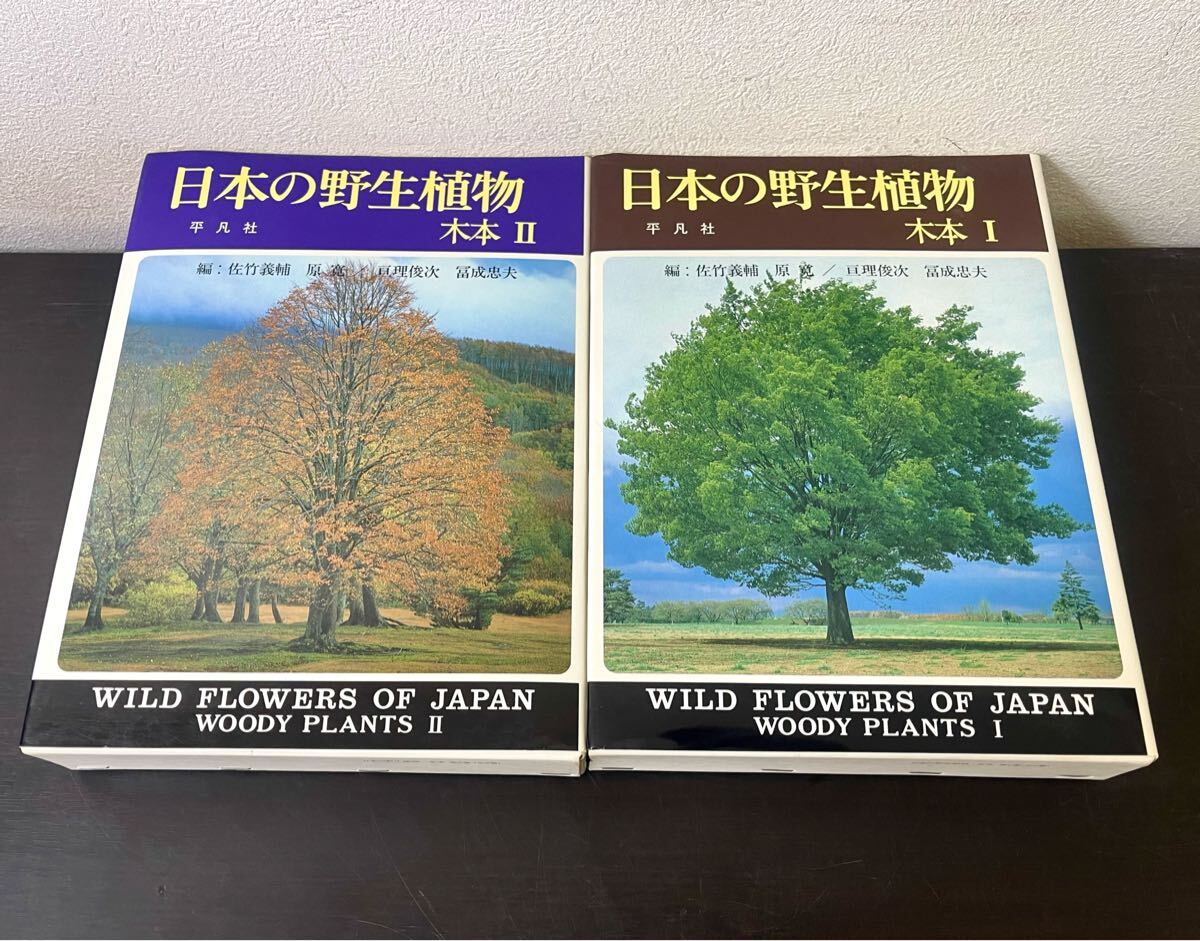 日本の野生植物
平凡社
木本 II
編：佐竹義輔 原 寛／亘理俊次 冨成忠夫
WILD FLOWERS OF JAPAN
WOODY PLANTS II
日本の野生植物
平凡社
木本 I
編：佐竹義輔 原 寛／亘理俊次 冨成忠夫
WILD FLOWERS OF JAPAN
WOODY PLANTS I